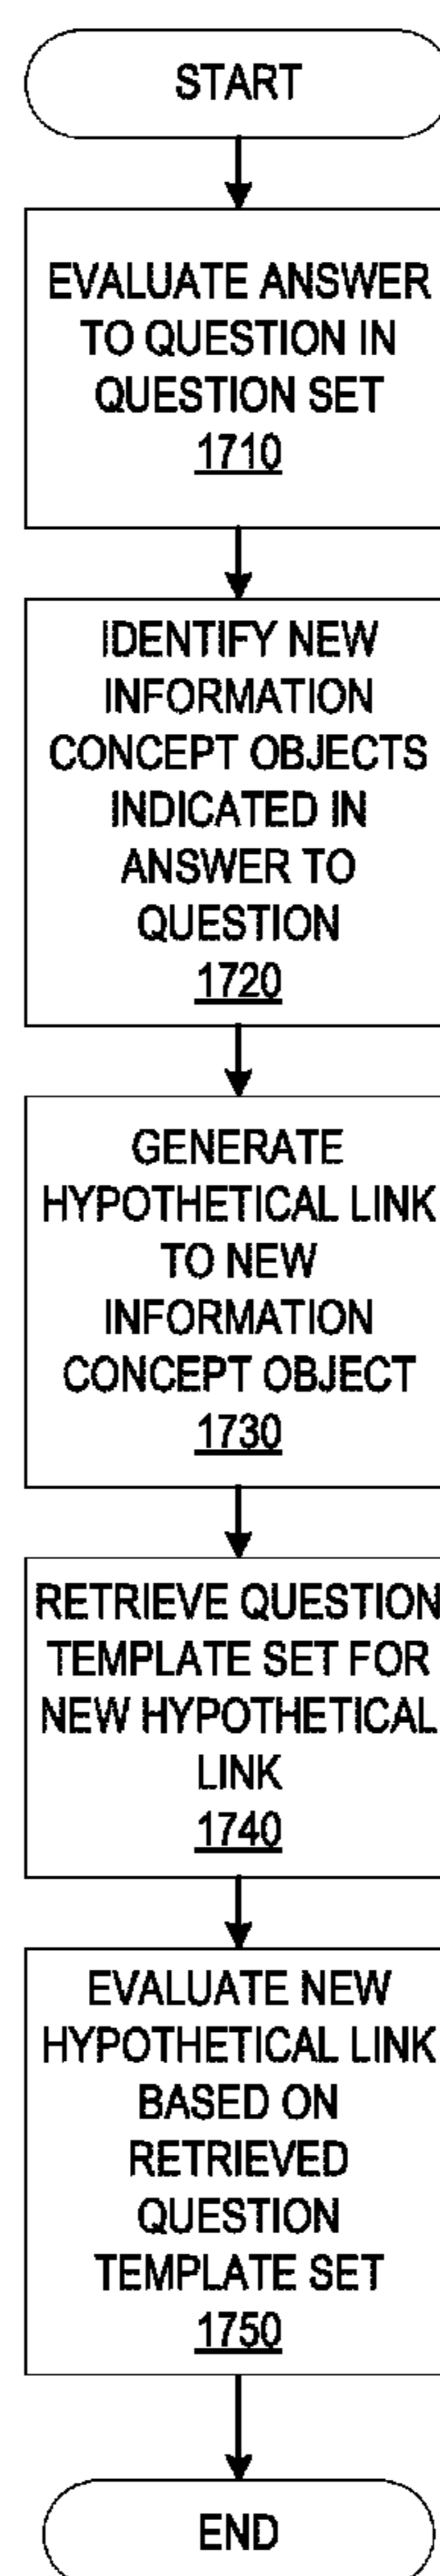 START
EVALUATE ANSWER
TO QUESTION IN
QUESTION SET
1710
IDENTIFY NEW
INFORMATION
CONCEPT OBJECTS
INDICATED IN
ANSWER TO
QUESTION
1720
GENERATE
HYPOTHETICAL LINK
TO NEW
INFORMATION
CONCEPT OBJECT
1730
RETRIEVE QUESTION
TEMPLATE SET FOR
NEW HYPOTHETICAL
LINK
1740
EVALUATE NEW
HYPOTHETICAL LINK
BASED ON
RETRIEVED
QUESTION
TEMPLATE SET
1750
END